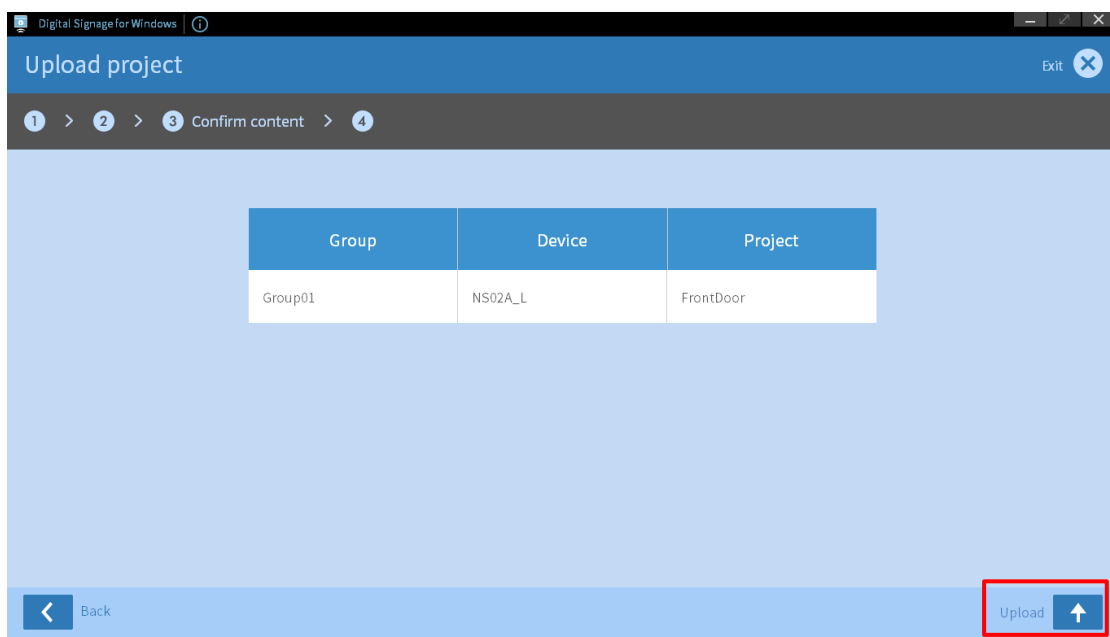 Digital Signage for Windows
Upload project
Exit
1 > 2 > 3 Confirm content > 4
Group Device Project
Group01 NS02A_L FrontDoor
Back
Upload